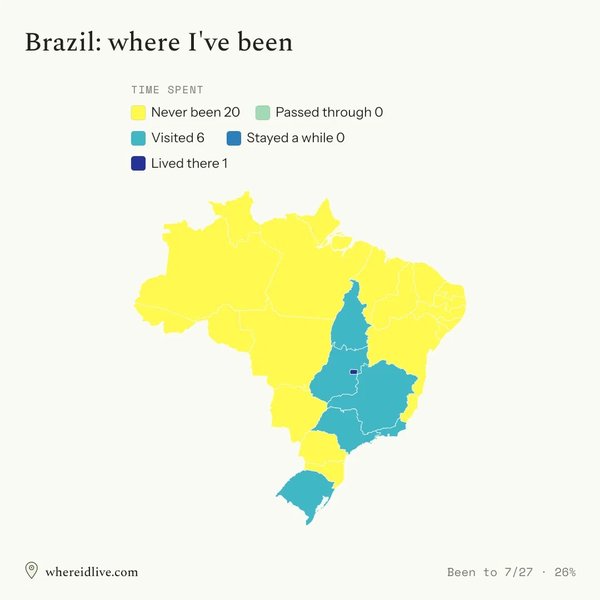 Brazil: where I've been
TIME SPENT
Never been 20 Passed through 0
Visited 6 Stayed a while 0
Lived there 1
whereidlive.com Been to 7/27 · 26%